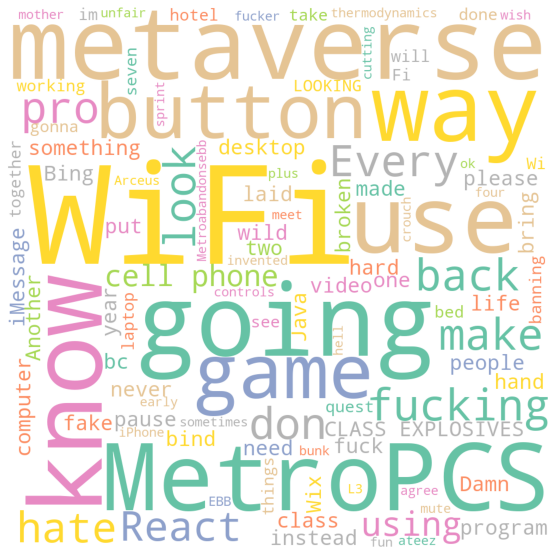 mother im unfair hotel take thermodynamics done wish
fucker
metaverse
working seven sprint LOOKING cutting will Fi
pro button way
gonna
something desktop Every
together Bing look please
Arceus plus ok Wi
Metroabandonsebb laid broken made four
WiFi use
put wild two meet crouch bring
invented
iMessage Another cell phone video one hard back
know going controls
year laptop Java see bed life banning
bc hell make
computer game people
never need quest hand
early fucking
fake pause sometimes don CLASS EXPLOSIVES
iPhone bind fuck
things Wix bunk Damn
MetroPCS
EBB L3 agree
hate React class mute using
instead program
fun ateez